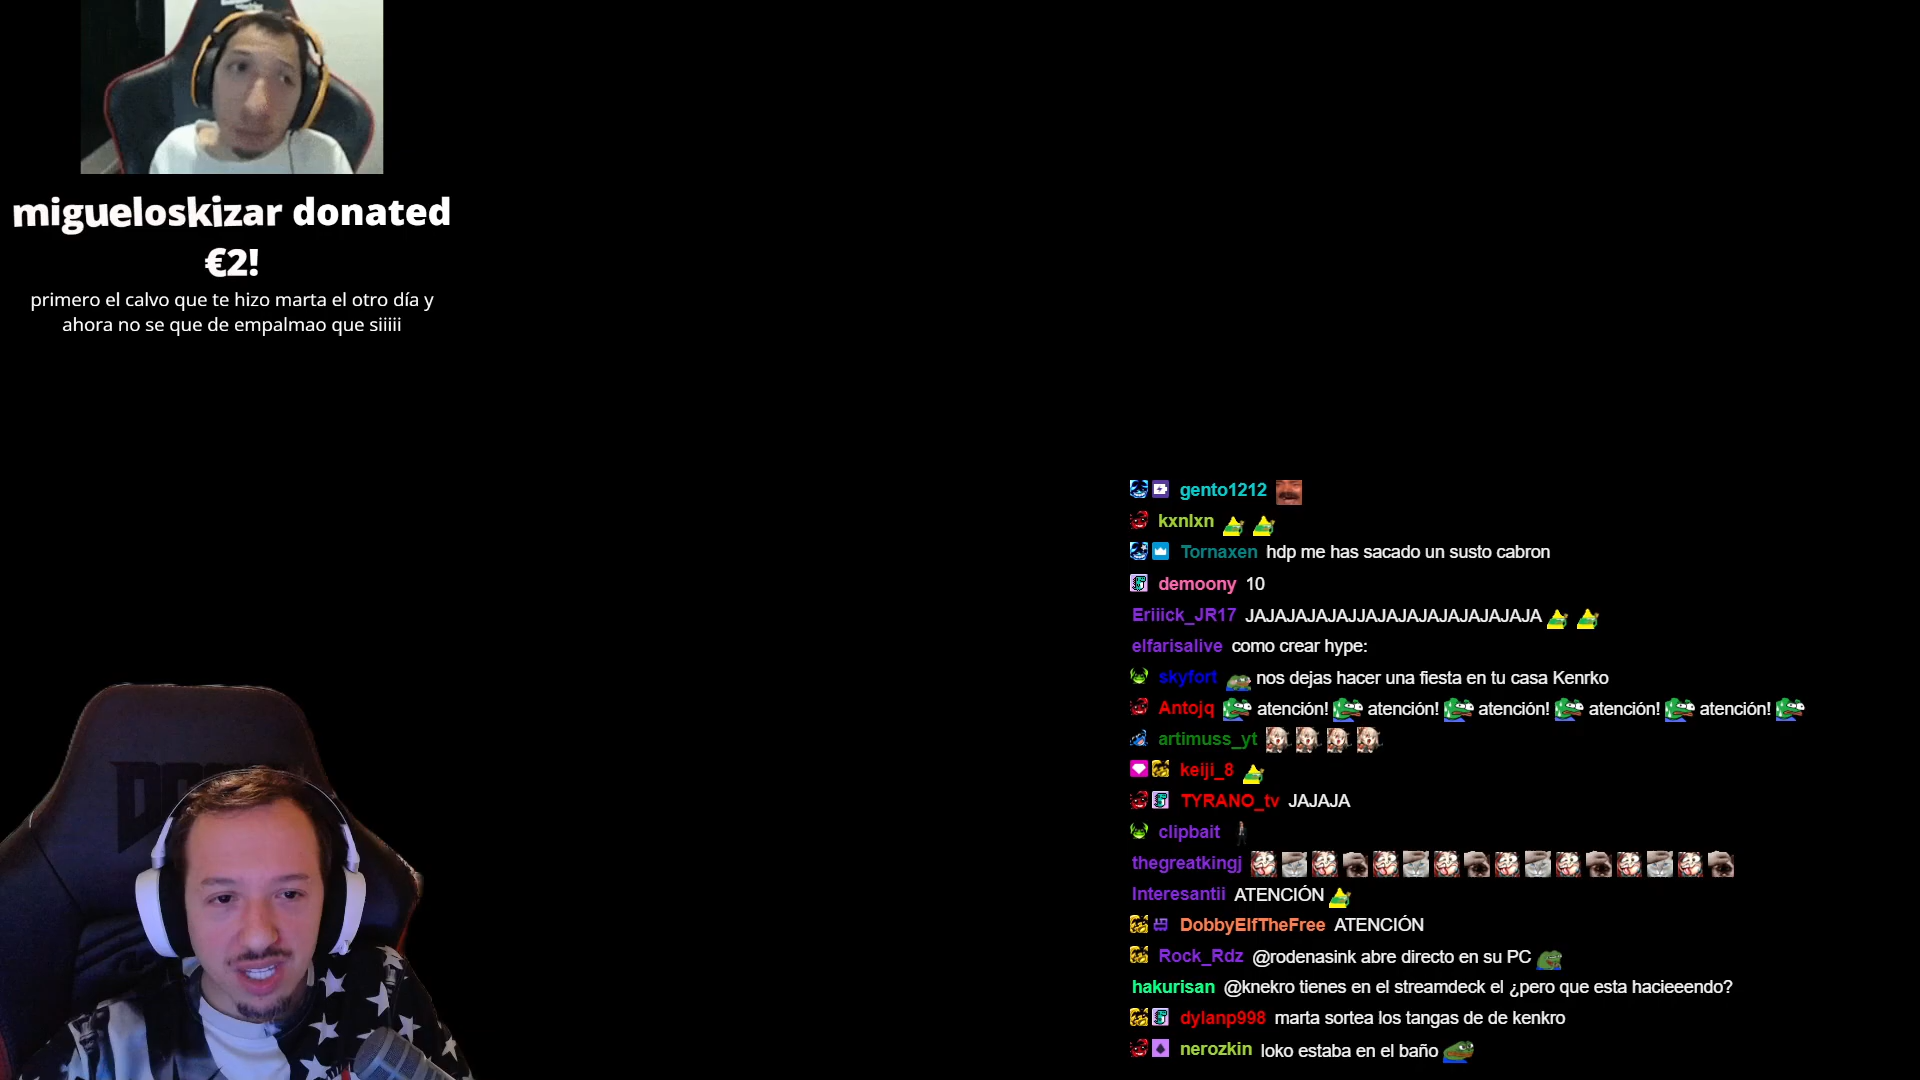 migueloskizar donated
€2!
primero el calvo que te hizo marta el otro día y
ahora no se que de empalmao que siiiii
gento1212
kxnlxn
Tornaxen hdp me has sacado un susto cabron
demoony 10
Eriiick_JR17 JAJAJAJAJAJJAJAJAJAJAJAJAJAJA
elfarisalive como crear hype:
skyfort nos dejas hacer una fiesta en tu casa Kenrko
Antojq atención! atención! atención! atención! atención!
artimuss_yt
keiji_8
TYRANO_tv JAJAJA
clipbait
thegreatkingj
Interesantii ATENCIÓN
DobbyElfTheFree ATENCIÓN
Rock_Rdz @rodenasink abre directo en su PC
hakurisan @knekro tienes en el streamdeck el ¿pero que esta hacieeendo?
dylanp998 marta sortea los tangas de de kenkro
nerozkin loko estaba en el baño